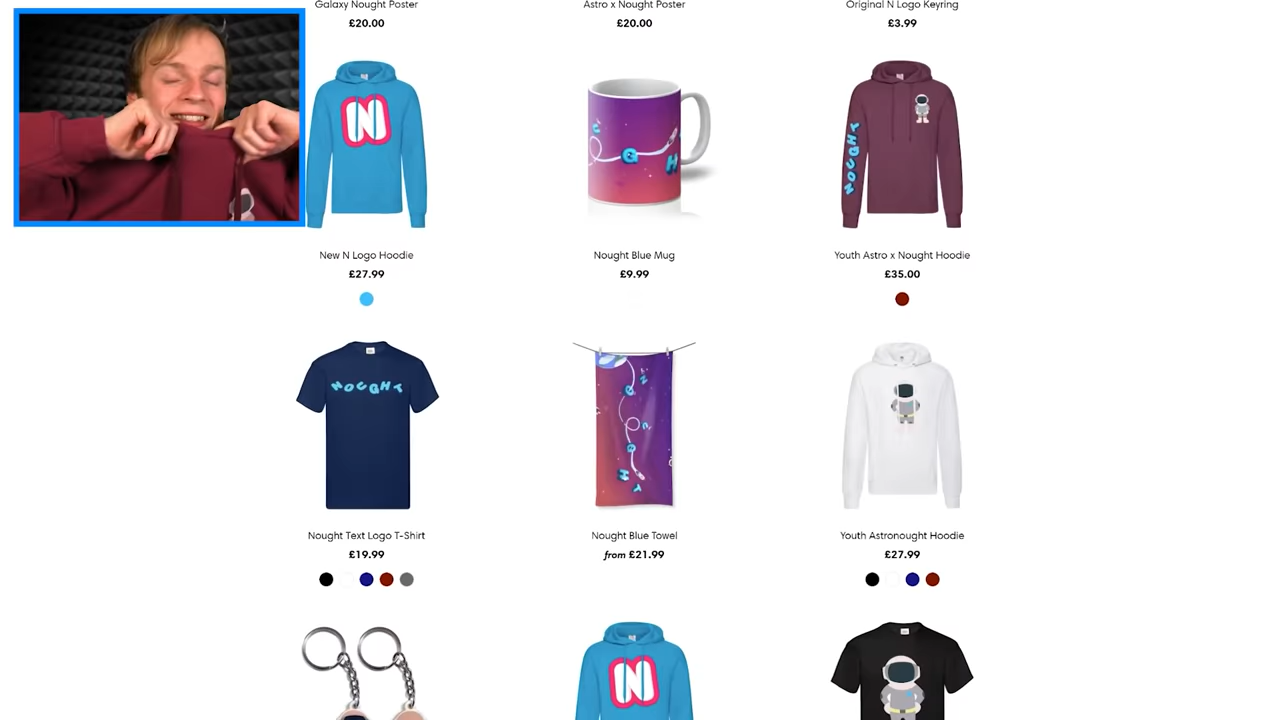 Galaxy Nought Poster
Astro x Nought Poster
Original N Logo Keyring
£20.00
£20.00
£3.99
N
NOUGHT
New N Logo Hoodie
Nought Blue Mug
Youth Astro x Nought Hoodie
£27.99
£9.99
£35.00
NOUGHT
Nought Text Logo T-Shirt
Nought Blue Towel
Youth Astronought Hoodie
£19.99
from £21.99
£27.99
N